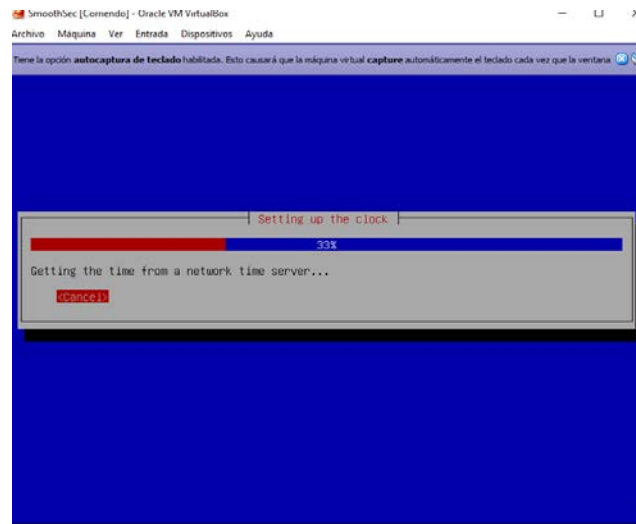 SmoothSec [Corriendo] - Oracle VM VirtualBox
Archivo Máquina Ver Entrada Dispositivos Ayuda
Tiene la opción autocaptura de teclado habilitada. Esto causará que la máquina virtual capture automáticamente el teclado cada vez que la ventana
Setting up the clock
33%
Getting the time from a network time server...
<Cancel>